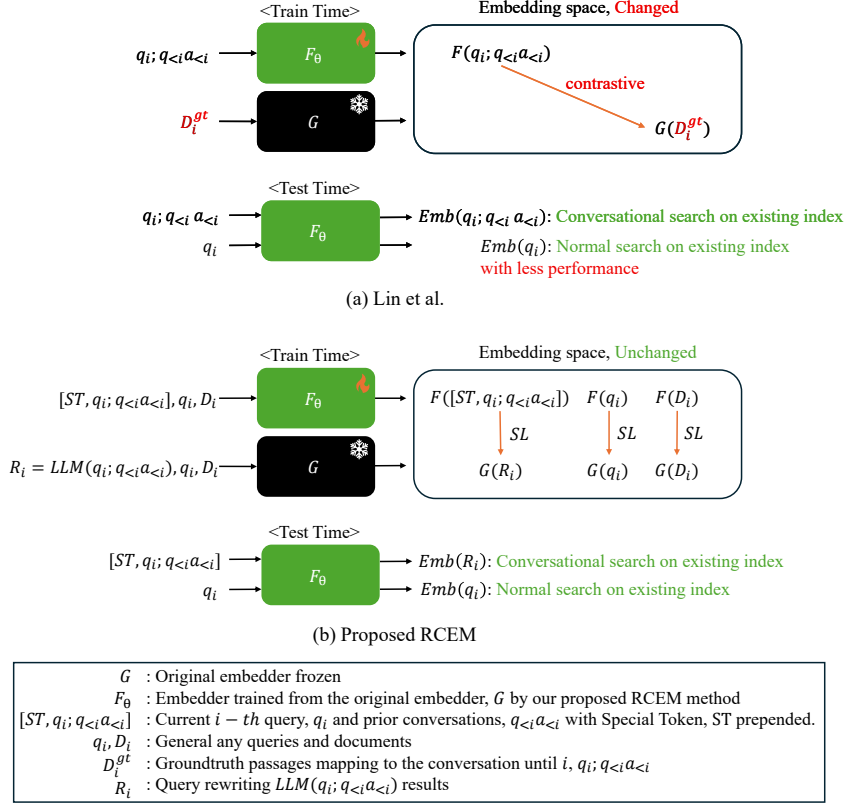 <Train Time>
Embedding space, Changed
q_i; q_{<i}a_{<i}
F_θ
F(q_i; q_{<i}a_{<i})
contrastive
D_i^{gt}
G
G(D_i^{gt})
<Test Time>
q_i; q_{<i} a_{<i}
F_θ
Emb(q_i; q_{<i} a_{<i}): Conversational search on existing index
q_i
Emb(q_i): Normal search on existing index
with less performance
(a) Lin et al.
<Train Time>
Embedding space, Unchanged
[ST, q_i; q_{<i}a_{<i}], q_i, D_i
F_θ
F([ST, q_i; q_{<i}a_{<i}]) F(q_i) F(D_i)
SL SL SL
R_i = LLM(q_i; q_{<i}a_{<i}), q_i, D_i
G
G(R_i) G(q_i) G(D_i)
<Test Time>
[ST, q_i; q_{<i}a_{<i}]
F_θ
Emb(R_i): Conversational search on existing index
q_i
Emb(q_i): Normal search on existing index
(b) Proposed RCEM
G : Original embedder frozen
F_θ : Embedder trained from the original embedder, G by our proposed RCEM method
[ST, q_i; q_{<i}a_{<i}] : Current i − th query, q_i and prior conversations, q_{<i}a_{<i} with Special Token, ST prepended.
q_i, D_i : General any queries and documents
D_i^{gt} : Groundtruth passages mapping to the conversation until i, q_i; q_{<i}a_{<i}
R_i : Query rewriting LLM(q_i; q_{<i}a_{<i}) results